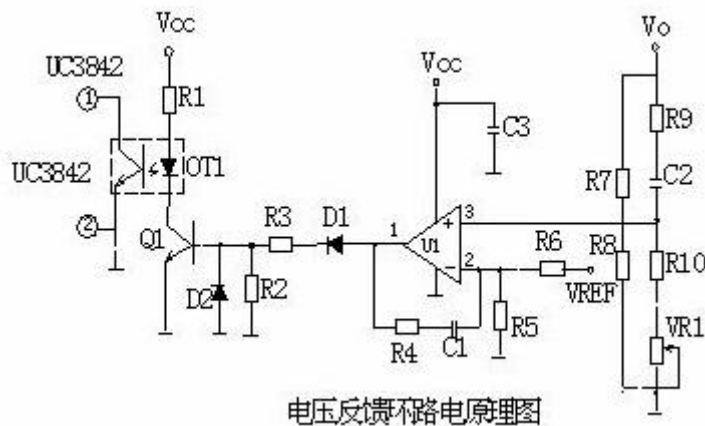 Vcc
Vo
UC3842
Vcc
①
R1
R9
C3
UC3842
OT1
R7
C2
②
Q1
R3
D1
1
+
3
U1
R6
R8
R10
D2
R2
-
2
VREF
R5
VR1
R4
C1
电压反馈环路电原理图